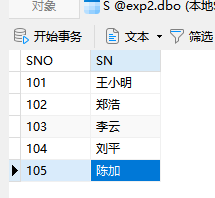 对象 S @exp2.dbo (本地S
开始事务 文本 筛选
SNO SN
101 王小明
102 郑浩
103 李云
104 刘平
105 陈加